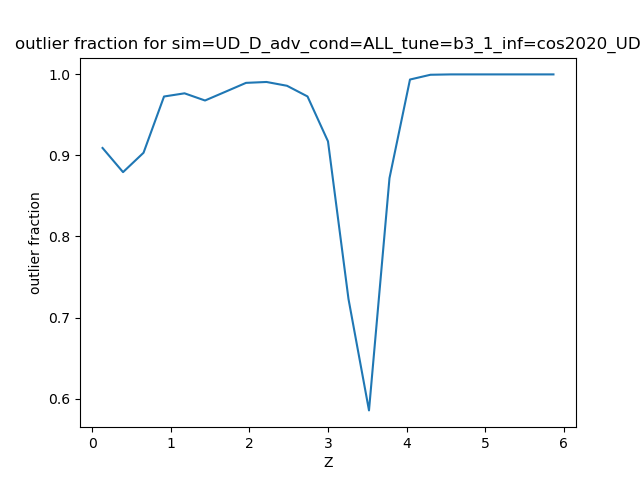 outlier fraction for sim=UD_D_adv_cond=ALL_tune=b3_1_inf=cos2020_UD
1.0
0.9
0.8
0.7
0.6
outlier fraction
0 1 2 3 4 5 6
Z